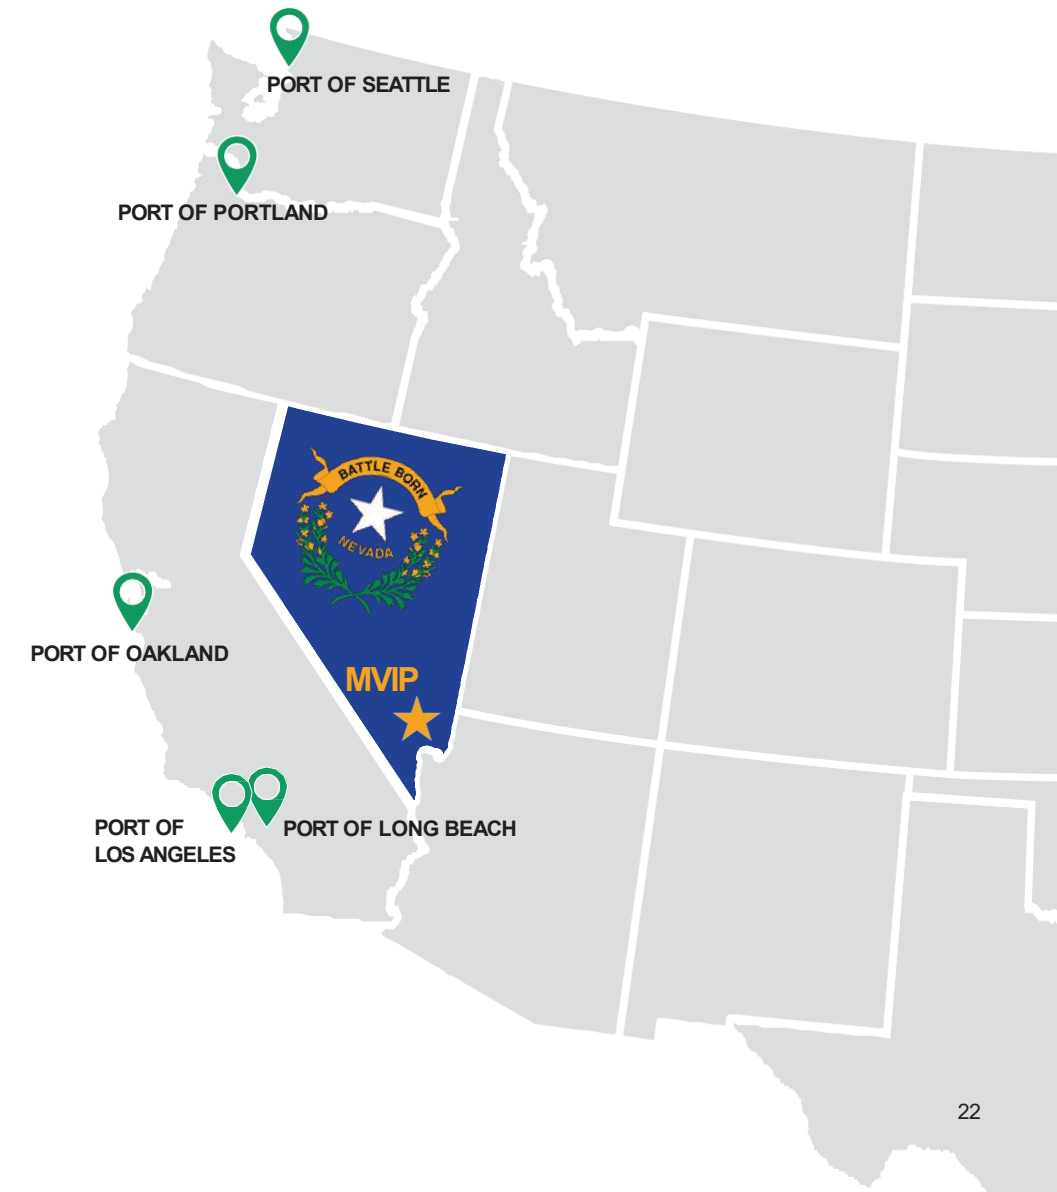 PORT OF SEATTLE
PORT OF PORTLAND
BATTLE BORN
NEVADA
PORT OF OAKLAND
MVIP
PORT OF
LOS ANGELES
PORT OF LONG BEACH
22